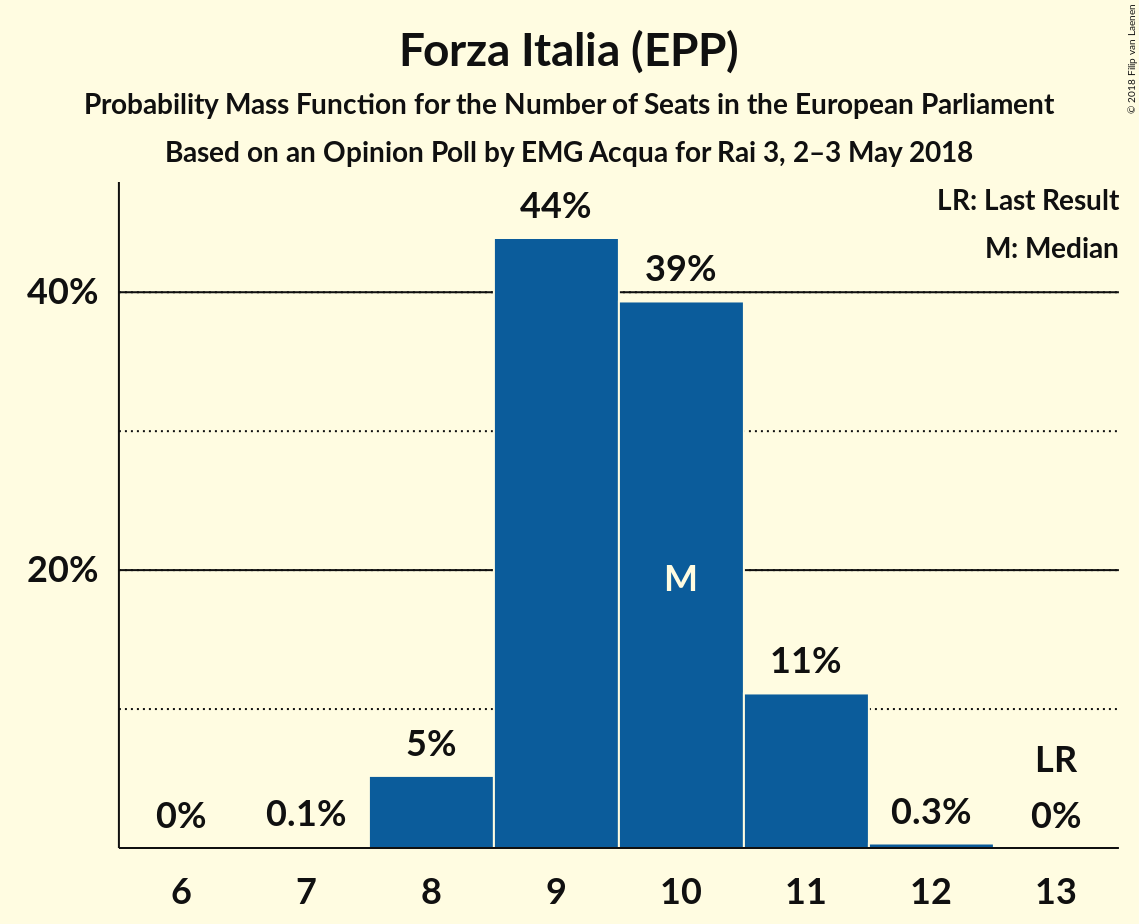 Forza Italia (EPP)
Probability Mass Function for the Number of Seats in the European Parliament
Based on an Opinion Poll by EMG Acqua for Rai 3, 2–3 May 2018
© 2018 Filip van Laenen
LR: Last Result
M: Median
44%
39%
40%
20%
M
11%
5%
LR
0%
0.1%
0.3%
0%
6 7 8 9 10 11 12 13